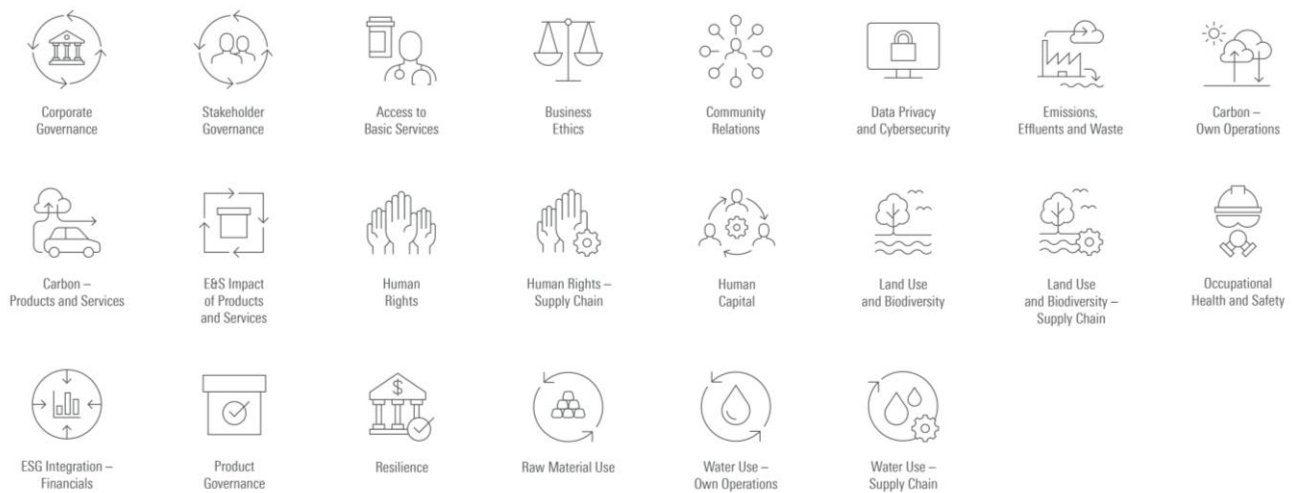 Corporate
Governance
Stakeholder
Governance
Access to
Basic Services
Business
Ethics
Community
Relations
Data Privacy
and Cybersecurity
Emissions,
Effluents and Waste
Carbon –
Own Operations
Carbon –
Products and Services
E&S Impact
of Products
and Services
Human
Rights
Human Rights –
Supply Chain
Human
Capital
Land Use
and Biodiversity
Land Use
and Biodiversity –
Supply Chain
Occupational
Health and Safety
ESG Integration –
Financials
Product
Governance
$
Resilience
Raw Material Use
Water Use –
Own Operations
Water Use –
Supply Chain